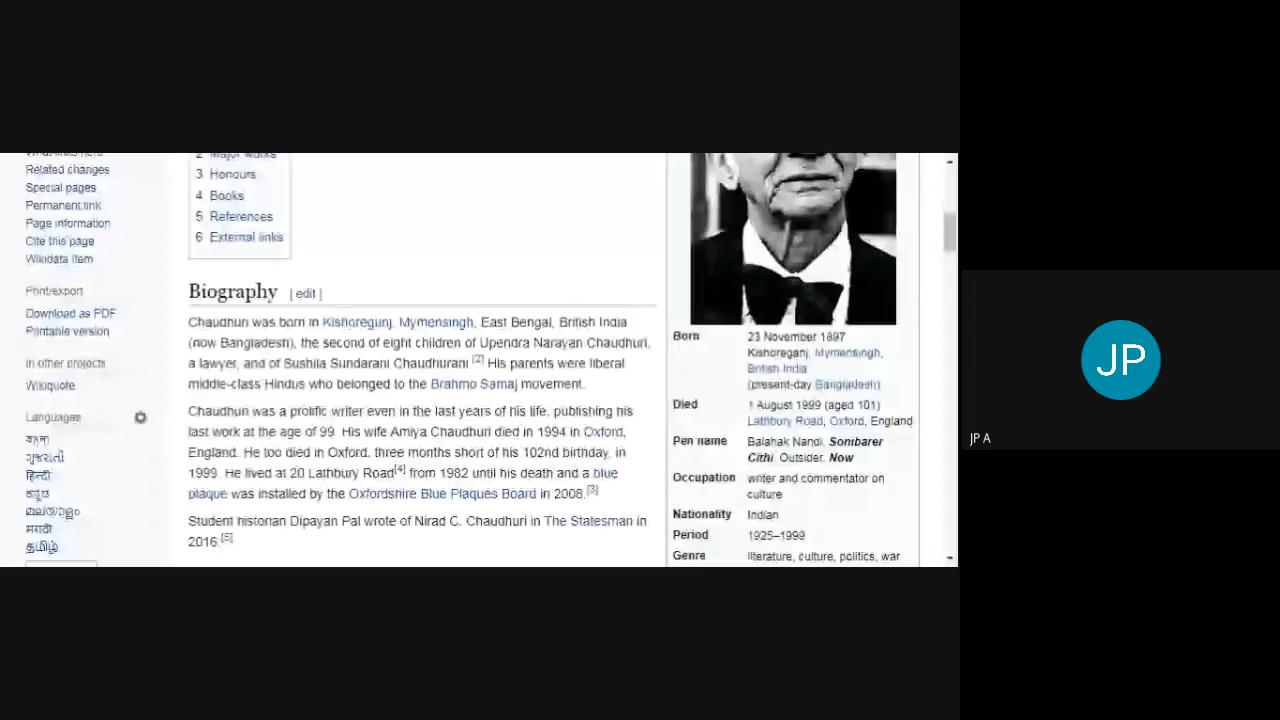 What links here
Related changes
Special pages
Permanent link
Page information
Cite this page
Wikidata item
Print/export
Download as PDF
Printable version
In other projects
Wikiquote
Languages
বাংলা
ગુજરાતી
हिन्दी
ಕನ್ನಡ
മലയാളം
मराठी
தமிழ்
2 Major works
3 Honours
4 Books
5 References
6 External links
Biography [ edit ]
Chaudhuri was born in Kishoregunj, Mymensingh, East Bengal, British India
(now Bangladesh), the second of eight children of Upendra Narayan Chaudhuri,
a lawyer, and of Sushila Sundarani Chaudhurani.[2] His parents were liberal
middle-class Hindus who belonged to the Brahmo Samaj movement.
Chaudhuri was a prolific writer even in the last years of his life, publishing his
last work at the age of 99. His wife Amiya Chaudhuri died in 1994 in Oxford,
England. He too died in Oxford, three months short of his 102nd birthday, in
1999. He lived at 20 Lathbury Road[4] from 1982 until his death and a blue
plaque was installed by the Oxfordshire Blue Plaques Board in 2008.[3]
Student historian Dipayan Pal wrote of Nirad C. Chaudhuri in The Statesman in
2016:[5]
Born 23 November 1897
Kishoreganj, Mymensingh,
British India
(present-day Bangladesh)
Died 1 August 1999 (aged 101)
Lathbury Road, Oxford, England
Pen name Balahak Nandi, Sonibarer
Cithi, Outsider, Now
Occupation writer and commentator on
culture
Nationality Indian
Period 1925–1999
Genre literature, culture, politics, war
JP
JP A